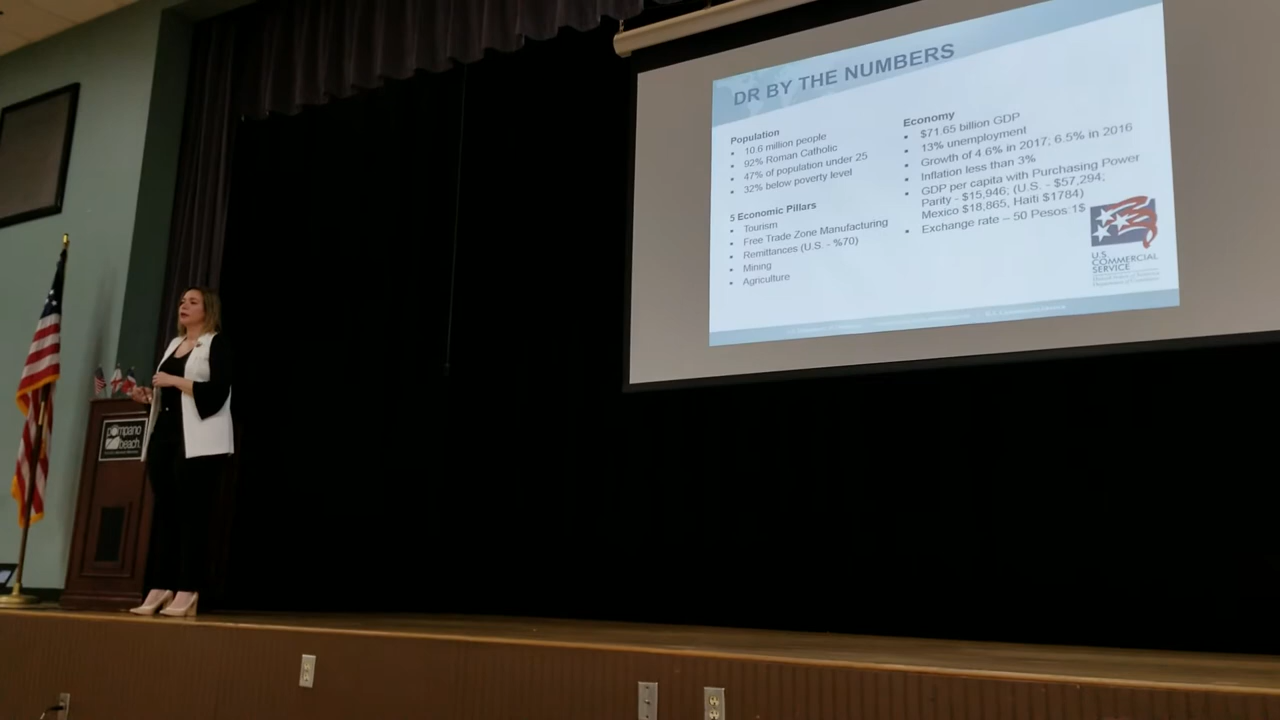 DR BY THE NUMBERS
Population
10.6 million people
92% Roman Catholic
47% of population under 25
32% below poverty level
5 Economic Pillars
Tourism
Free Trade Zone Manufacturing
Remittances (U.S. - %70)
Mining
Agriculture
Economy
$71.65 billion GDP
13% unemployment
Growth of 4.6% in 2017; 6.5% in 2016
Inflation less than 3%
GDP per capita with Purchasing Power
Parity - $15,946; (U.S. - $57,294;
Mexico $18,865, Haiti $1784)
Exchange rate – 50 Pesos 1$
U.S.
COMMERCIAL
SERVICE
pompano
beach